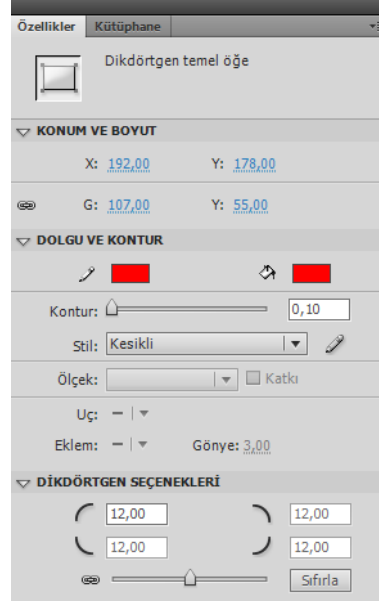 Özellikler Kütüphane
Dikdörtgen temel öğe
KONUM VE BOYUT
X: 192,00 Y: 178,00
G: 107,00 Y: 55,00
DOLGU VE KONTUR
Kontur: 0,10
Stil: Kesikli
Ölçek: Katkı
Uç:
Eklem: Gönye: 3,00
DİKDÖRTGEN SEÇENEKLERİ
12,00 12,00
12,00 12,00
Sıfırla